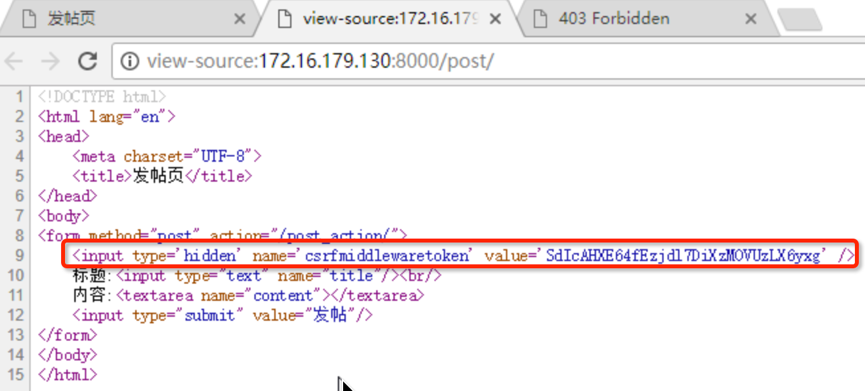 发帖页
view-source:172.16.179
403 Forbidden
view-source:172.16.179.130:8000/post/
1 <!DOCTYPE html>
2 <html lang="en">
3 <head>
4 <meta charset="UTF-8">
5 <title>发帖页</title>
6 </head>
7 <body>
8 <form method="post" action="/post_action/">
9 <input type='hidden' name='csrfmiddlewaretoken' value='SdIcAHXE64fEzjdl7DiXzMOVUzLX6yxg' />
10 标题:<input type="text" name="title"/><br/>
11 内容:<textarea name="content"></textarea>
12 <input type="submit" value="发帖"/>
13 </form>
14 </body>
15 </html>